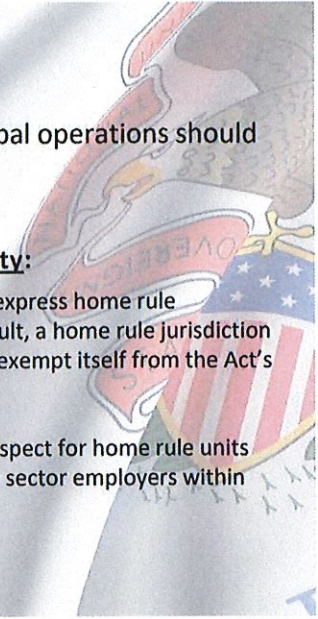 pal operations should
ty:
express home rule
ult, a home rule jurisdiction
exempt itself from the Act's
spect for home rule units
sector employers within